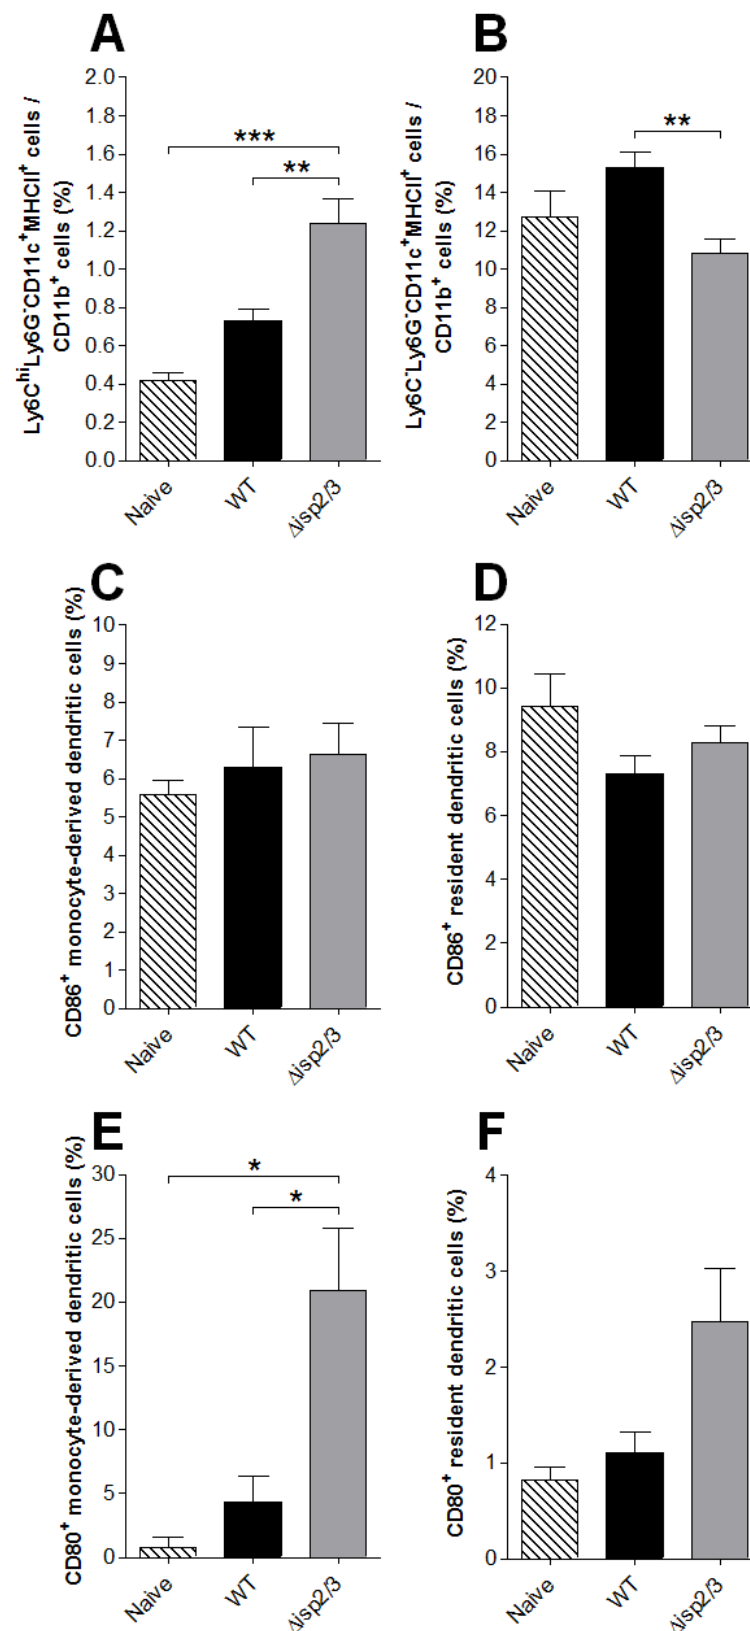 A
Ly6C^hi Ly6G^-CD11c^+MHCII^+ cells /
CD11b^+ cells (%)
2.0
1.8
1.6
1.4
1.2
1.0
0.8
0.6
0.4
0.2
0.0
***
**
Naive
WT
Δisp2/3
B
Ly6C^-Ly6G^-CD11c^+MHCII^+ cells /
CD11b^+ cells (%)
20
18
16
14
12
10
8
6
4
2
0
**
Naive
WT
Δisp2/3
C
CD86^+ monocyte-derived dendritic cells (%)
10
9
8
7
6
5
4
3
2
1
0
Naive
WT
Δisp2/3
D
CD86^+ resident dendritic cells (%)
12
10
8
6
4
2
0
Naive
WT
Δisp2/3
E
CD80^+ monocyte-derived dendritic cells (%)
30
25
20
15
10
5
0
*
*
Naive
WT
Δisp2/3
F
CD80^+ resident dendritic cells (%)
4
3
2
1
0
Naive
WT
Δisp2/3